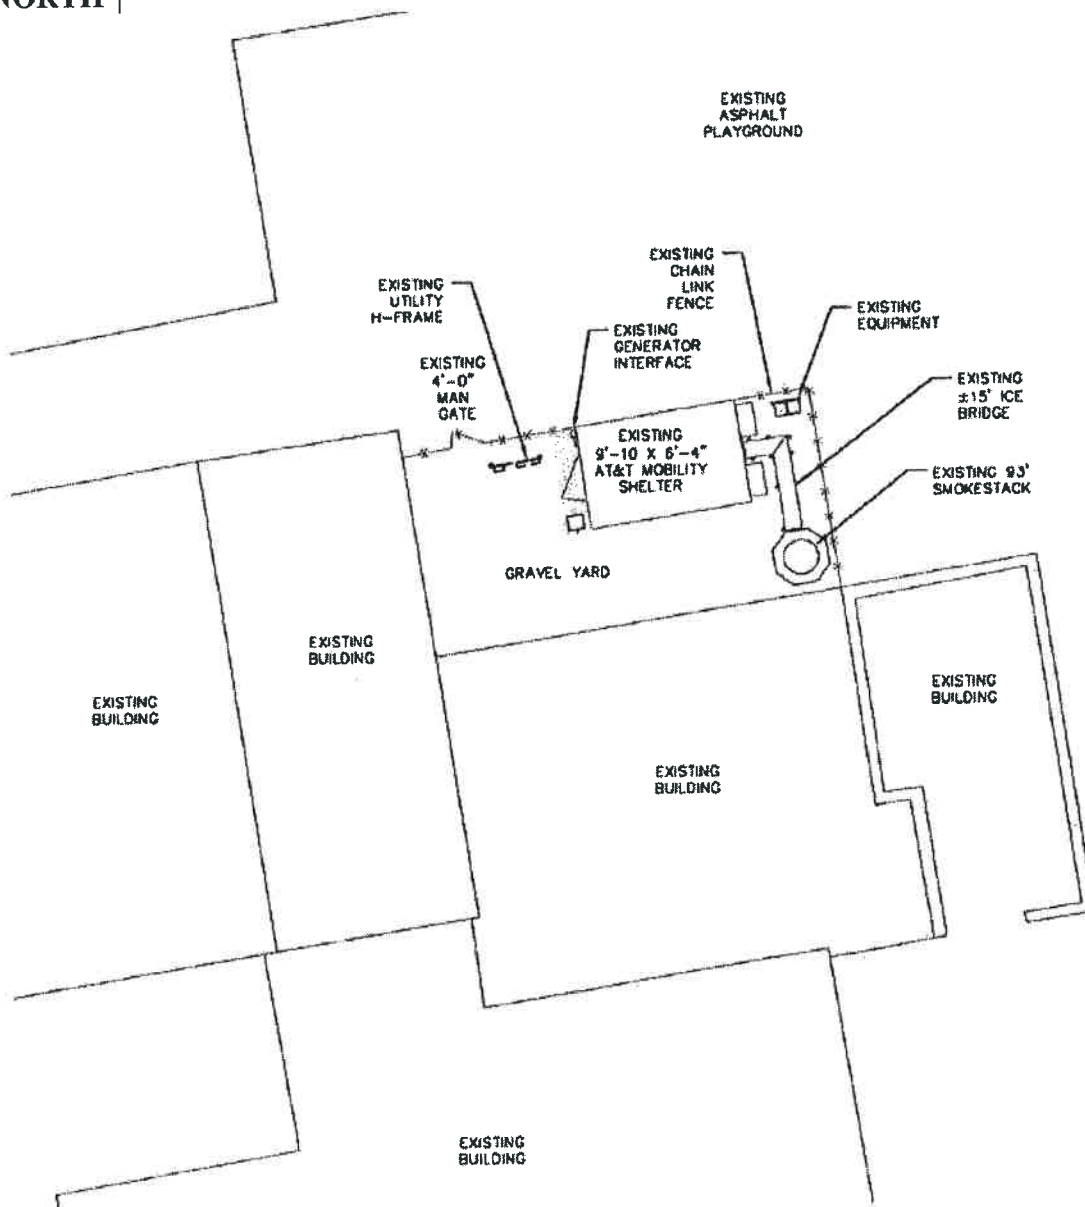 NORTH
EXISTING
ASPHALT
PLAYGROUND
EXISTING
CHAIN
LINK
FENCE
EXISTING
UTILITY
H-FRAME
EXISTING
EQUIPMENT
EXISTING
GENERATOR
INTERFACE
EXISTING
4'-0"
MAN
GATE
EXISTING
±15' ICE
BRIDGE
EXISTING
9'-10 X 6'-4"
AT&T MOBILITY
SHELTER
EXISTING 93'
SMOKESTACK
GRAVEL YARD
EXISTING
BUILDING
EXISTING
BUILDING
EXISTING
BUILDING
EXISTING
BUILDING
EXISTING
BUILDING